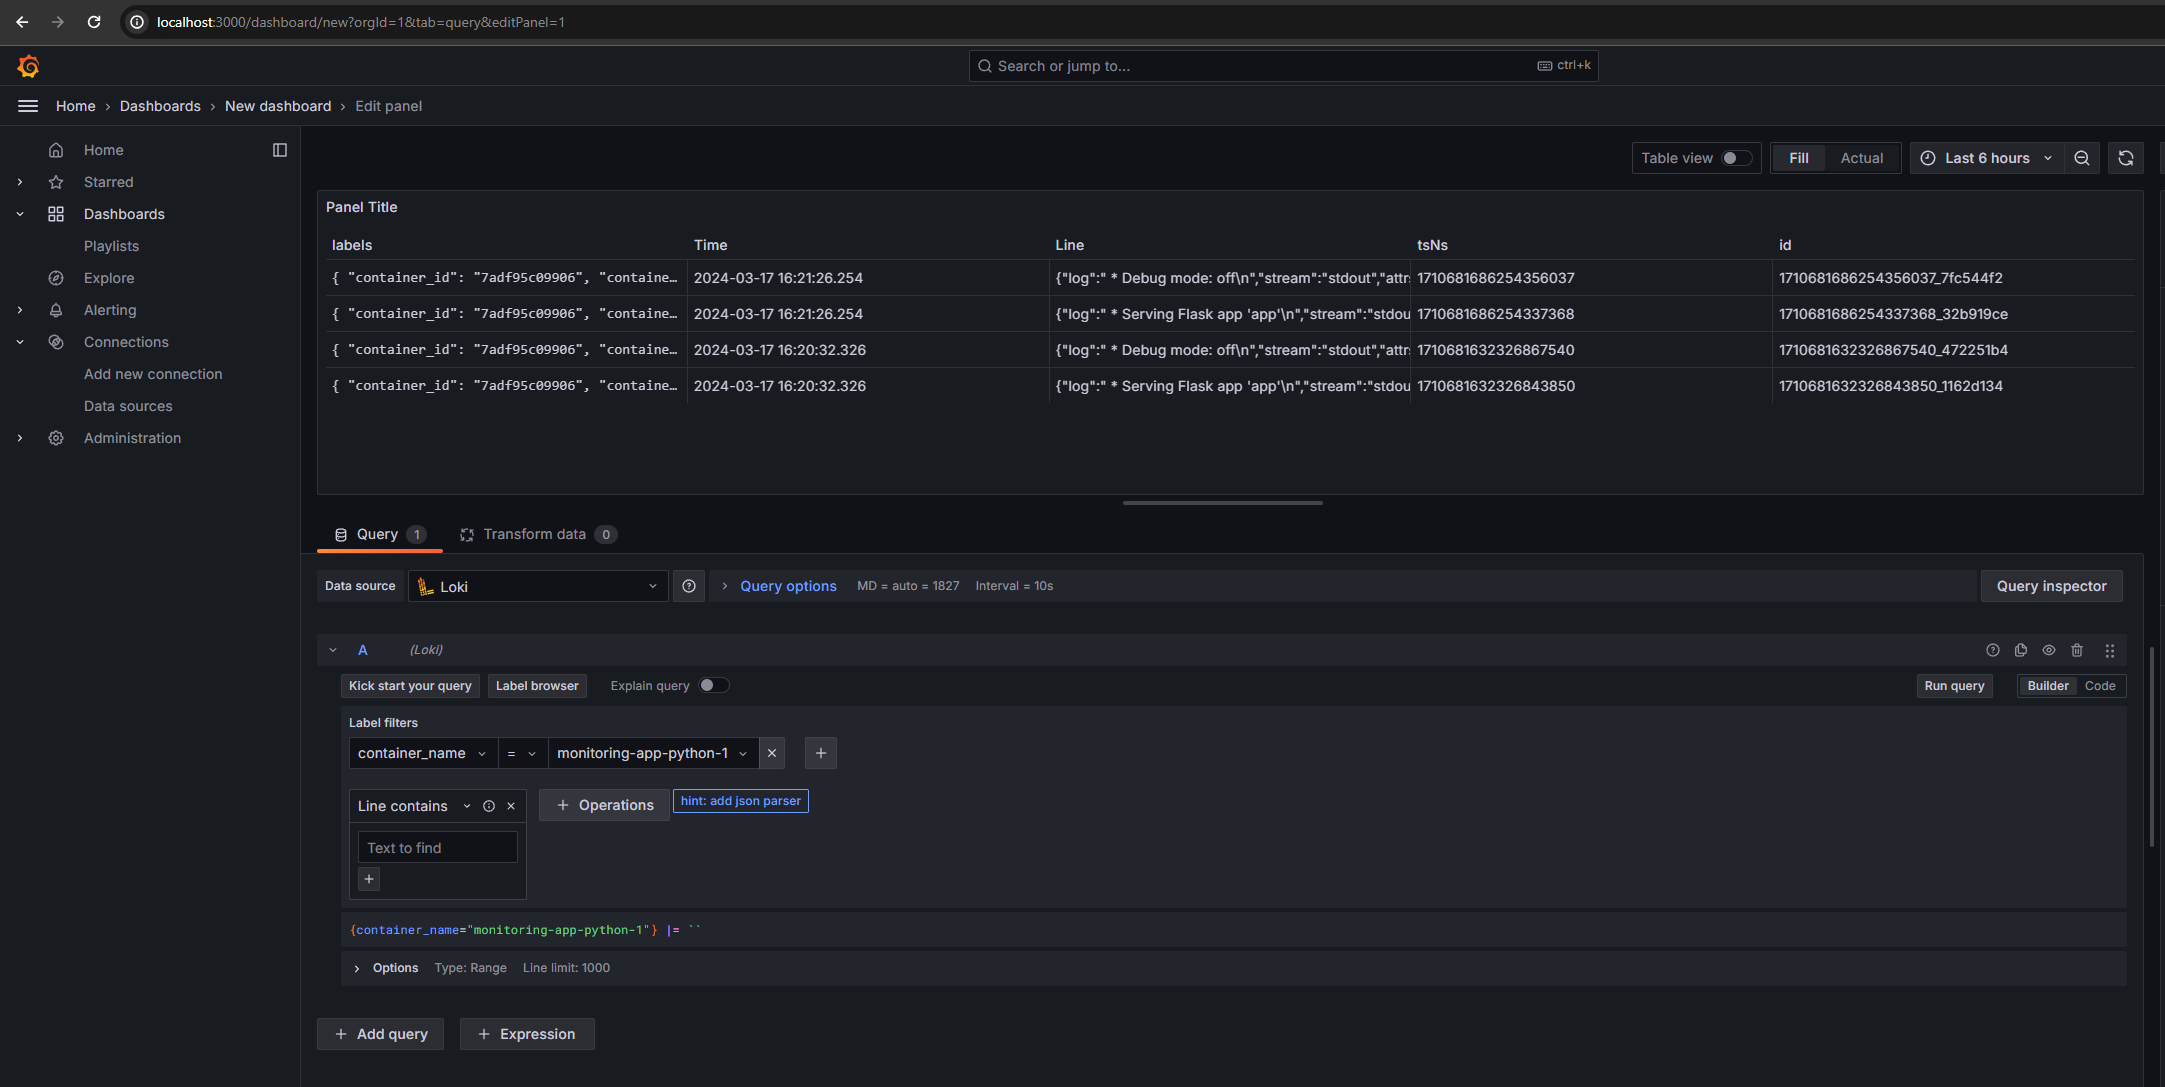 localhost:3000/dashboard/new?orgId=1&tab=query&editPanel=1
Search or jump to...
ctrl+k
Home › Dashboards › New dashboard › Edit panel
Home
Starred
Dashboards
Playlists
Explore
Alerting
Connections
Add new connection
Data sources
Administration
Table view
Fill
Actual
Last 6 hours
Panel Title
labels Time Line tsNs id
{ "container_id": "7adf95c09906", "containe... 2024-03-17 16:21:26.254 {"log":" * Debug mode: off\n","stream":"stdout","attr 1710681686254356037 1710681686254356037_7fc544f2
{ "container_id": "7adf95c09906", "containe... 2024-03-17 16:21:26.254 {"log":" * Serving Flask app 'app'\n","stream":"stdou 1710681686254337368 1710681686254337368_32b919ce
{ "container_id": "7adf95c09906", "containe... 2024-03-17 16:20:32.326 {"log":" * Debug mode: off\n","stream":"stdout","attr 1710681632326867540 1710681632326867540_472251b4
{ "container_id": "7adf95c09906", "containe... 2024-03-17 16:20:32.326 {"log":" * Serving Flask app 'app'\n","stream":"stdou 1710681632326843850 1710681632326843850_1162d134
Query 1 Transform data 0
Data source Loki Query options MD = auto = 1827 Interval = 10s Query inspector
A (Loki)
Kick start your query Label browser Explain query Run query Builder Code
Label filters
container_name = monitoring-app-python-1
Line contains + Operations hint: add json parser
Text to find
+
{container_name="monitoring-app-python-1"} |= ``
Options Type: Range Line limit: 1000
+ Add query + Expression